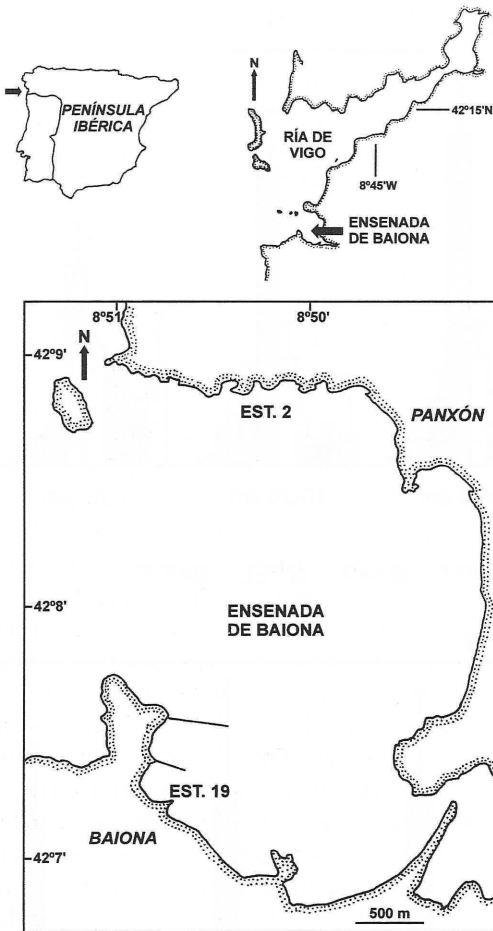 PENÍNSULA
IBÉRICA
N
RÍA DE
VIGO
42º15'N
8º45'W
ENSENADA
DE BAIONA
8º51'
8º50'
N
42º9'
EST. 2
PANXÓN
42º8'
ENSENADA
DE BAIONA
EST. 19
BAIONA
42º7'
500 m